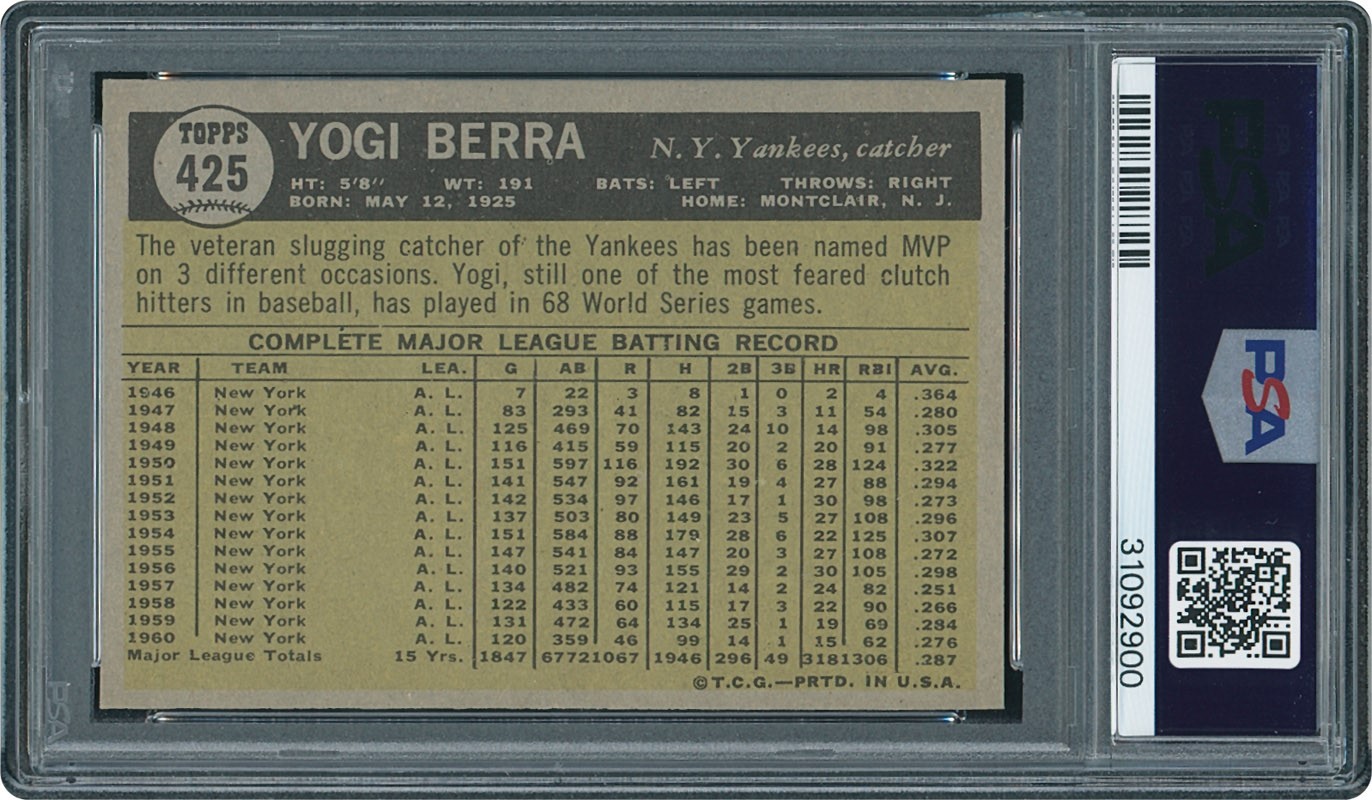 TOPPS
425
YOGI BERRA
N. Y. Yankees, catcher
HT: 5'8" WT: 191 BATS: LEFT THROWS: RIGHT
BORN: MAY 12, 1925 HOME: MONTCLAIR, N. J.
The veteran slugging catcher of the Yankees has been named MVP
on 3 different occasions. Yogi, still one of the most feared clutch
hitters in baseball, has played in 68 World Series games.
COMPLETE MAJOR LEAGUE BATTING RECORD
YEAR TEAM LEA. G AB R H 2B 3B HR RBI AVG.
1946 New York A. L. 7 22 3 8 1 0 2 4 .364
1947 New York A. L. 83 293 41 82 15 3 11 54 .280
1948 New York A. L. 125 469 70 143 24 10 14 98 .305
1949 New York A. L. 116 415 59 115 20 2 20 91 .277
1950 New York A. L. 151 597 116 192 30 6 28 124 .322
1951 New York A. L. 141 547 92 161 19 4 27 88 .294
1952 New York A. L. 142 534 97 146 17 1 30 98 .273
1953 New York A. L. 137 503 80 149 23 5 27 108 .296
1954 New York A. L. 151 584 88 179 28 6 22 125 .307
1955 New York A. L. 147 541 84 147 20 3 27 108 .272
1956 New York A. L. 140 521 93 155 29 2 30 105 .298
1957 New York A. L. 134 482 74 121 14 2 24 82 .251
1958 New York A. L. 122 433 60 115 17 3 22 90 .266
1959 New York A. L. 131 472 64 134 25 1 19 69 .284
1960 New York A. L. 120 359 46 99 14 1 15 62 .276
Major League Totals 15 Yrs. 1847 6772 1067 1946 296 49 318 1306 .287
©T.C.G.—PRTD. IN U.S.A.
PSA
PSA
31092900
PSA